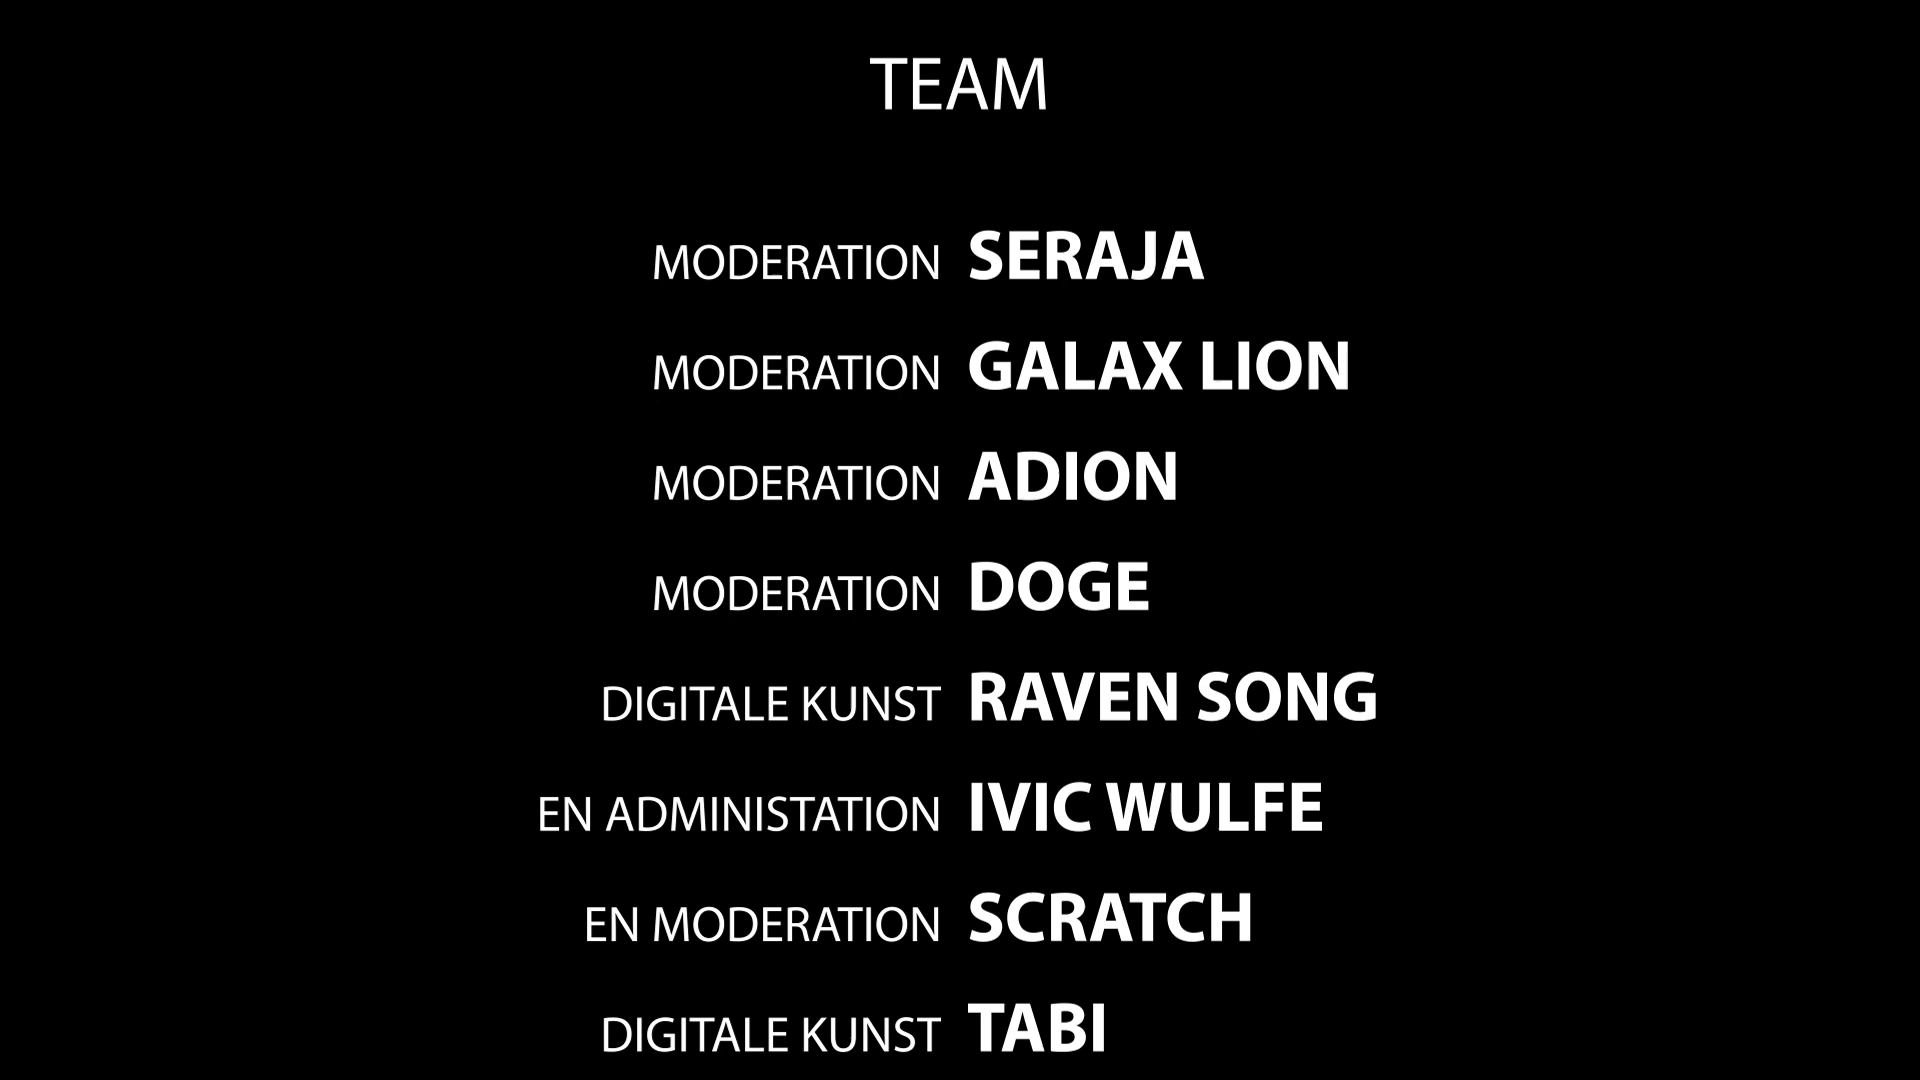 TEAM
MODERATION SERAJA
MODERATION GALAX LION
MODERATION ADION
MODERATION DOGE
DIGITALE KUNST RAVEN SONG
EN ADMINISTATION IVIC WULFE
EN MODERATION SCRATCH
DIGITALE KUNST TABI